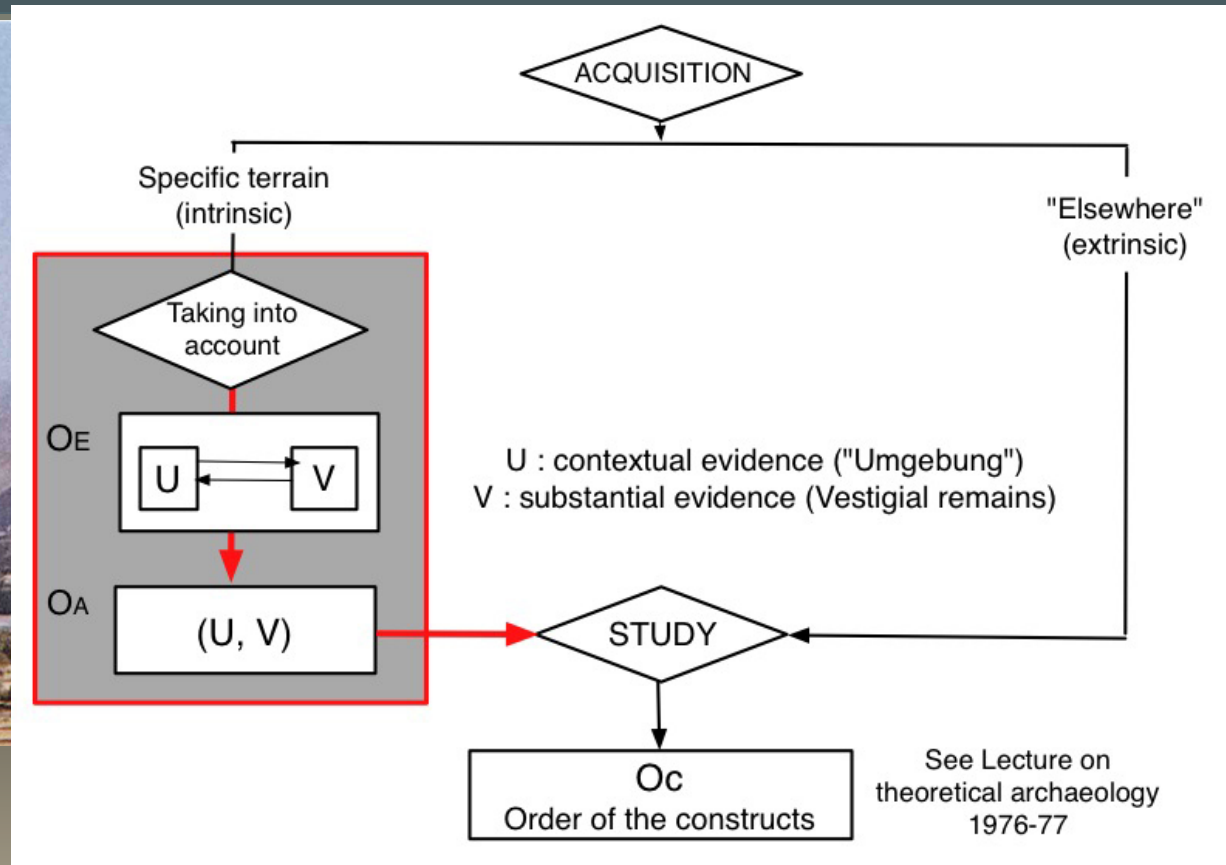 ACQUISITION
Specific terrain
(intrinsic)
"Elsewhere"
(extrinsic)
Taking into
account
OE
U
V
U : contextual evidence ("Umgebung")
V : substantial evidence (Vestigial remains)
OA
(U, V)
STUDY
Oc
Order of the constructs
See Lecture on
theoretical archaeology
1976-77